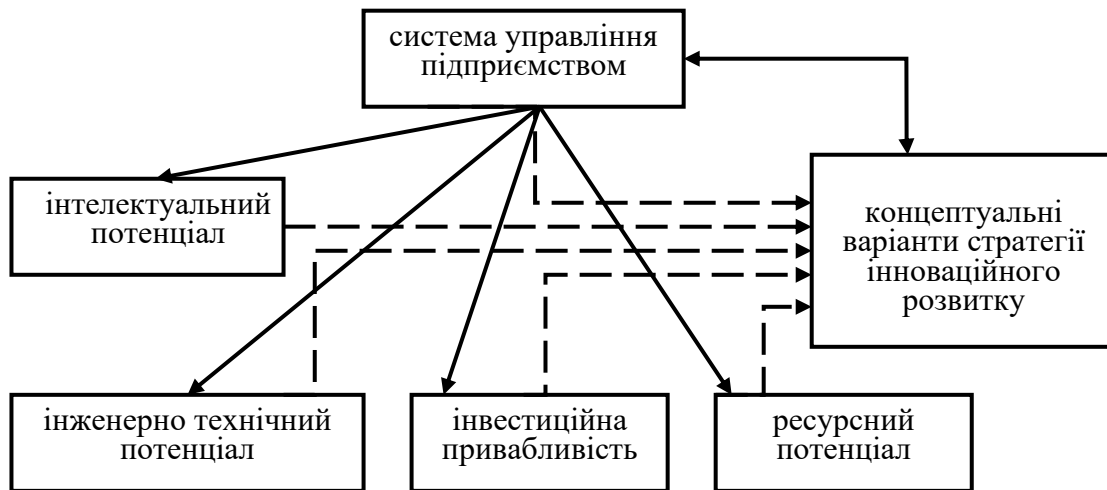 система управління
підприємством
інтелектуальний
потенціал
концептуальні
варіанти стратегії
інноваційного
розвитку
інженерно технічний
потенціал
інвестиційна
привабливість
ресурсний
потенціал